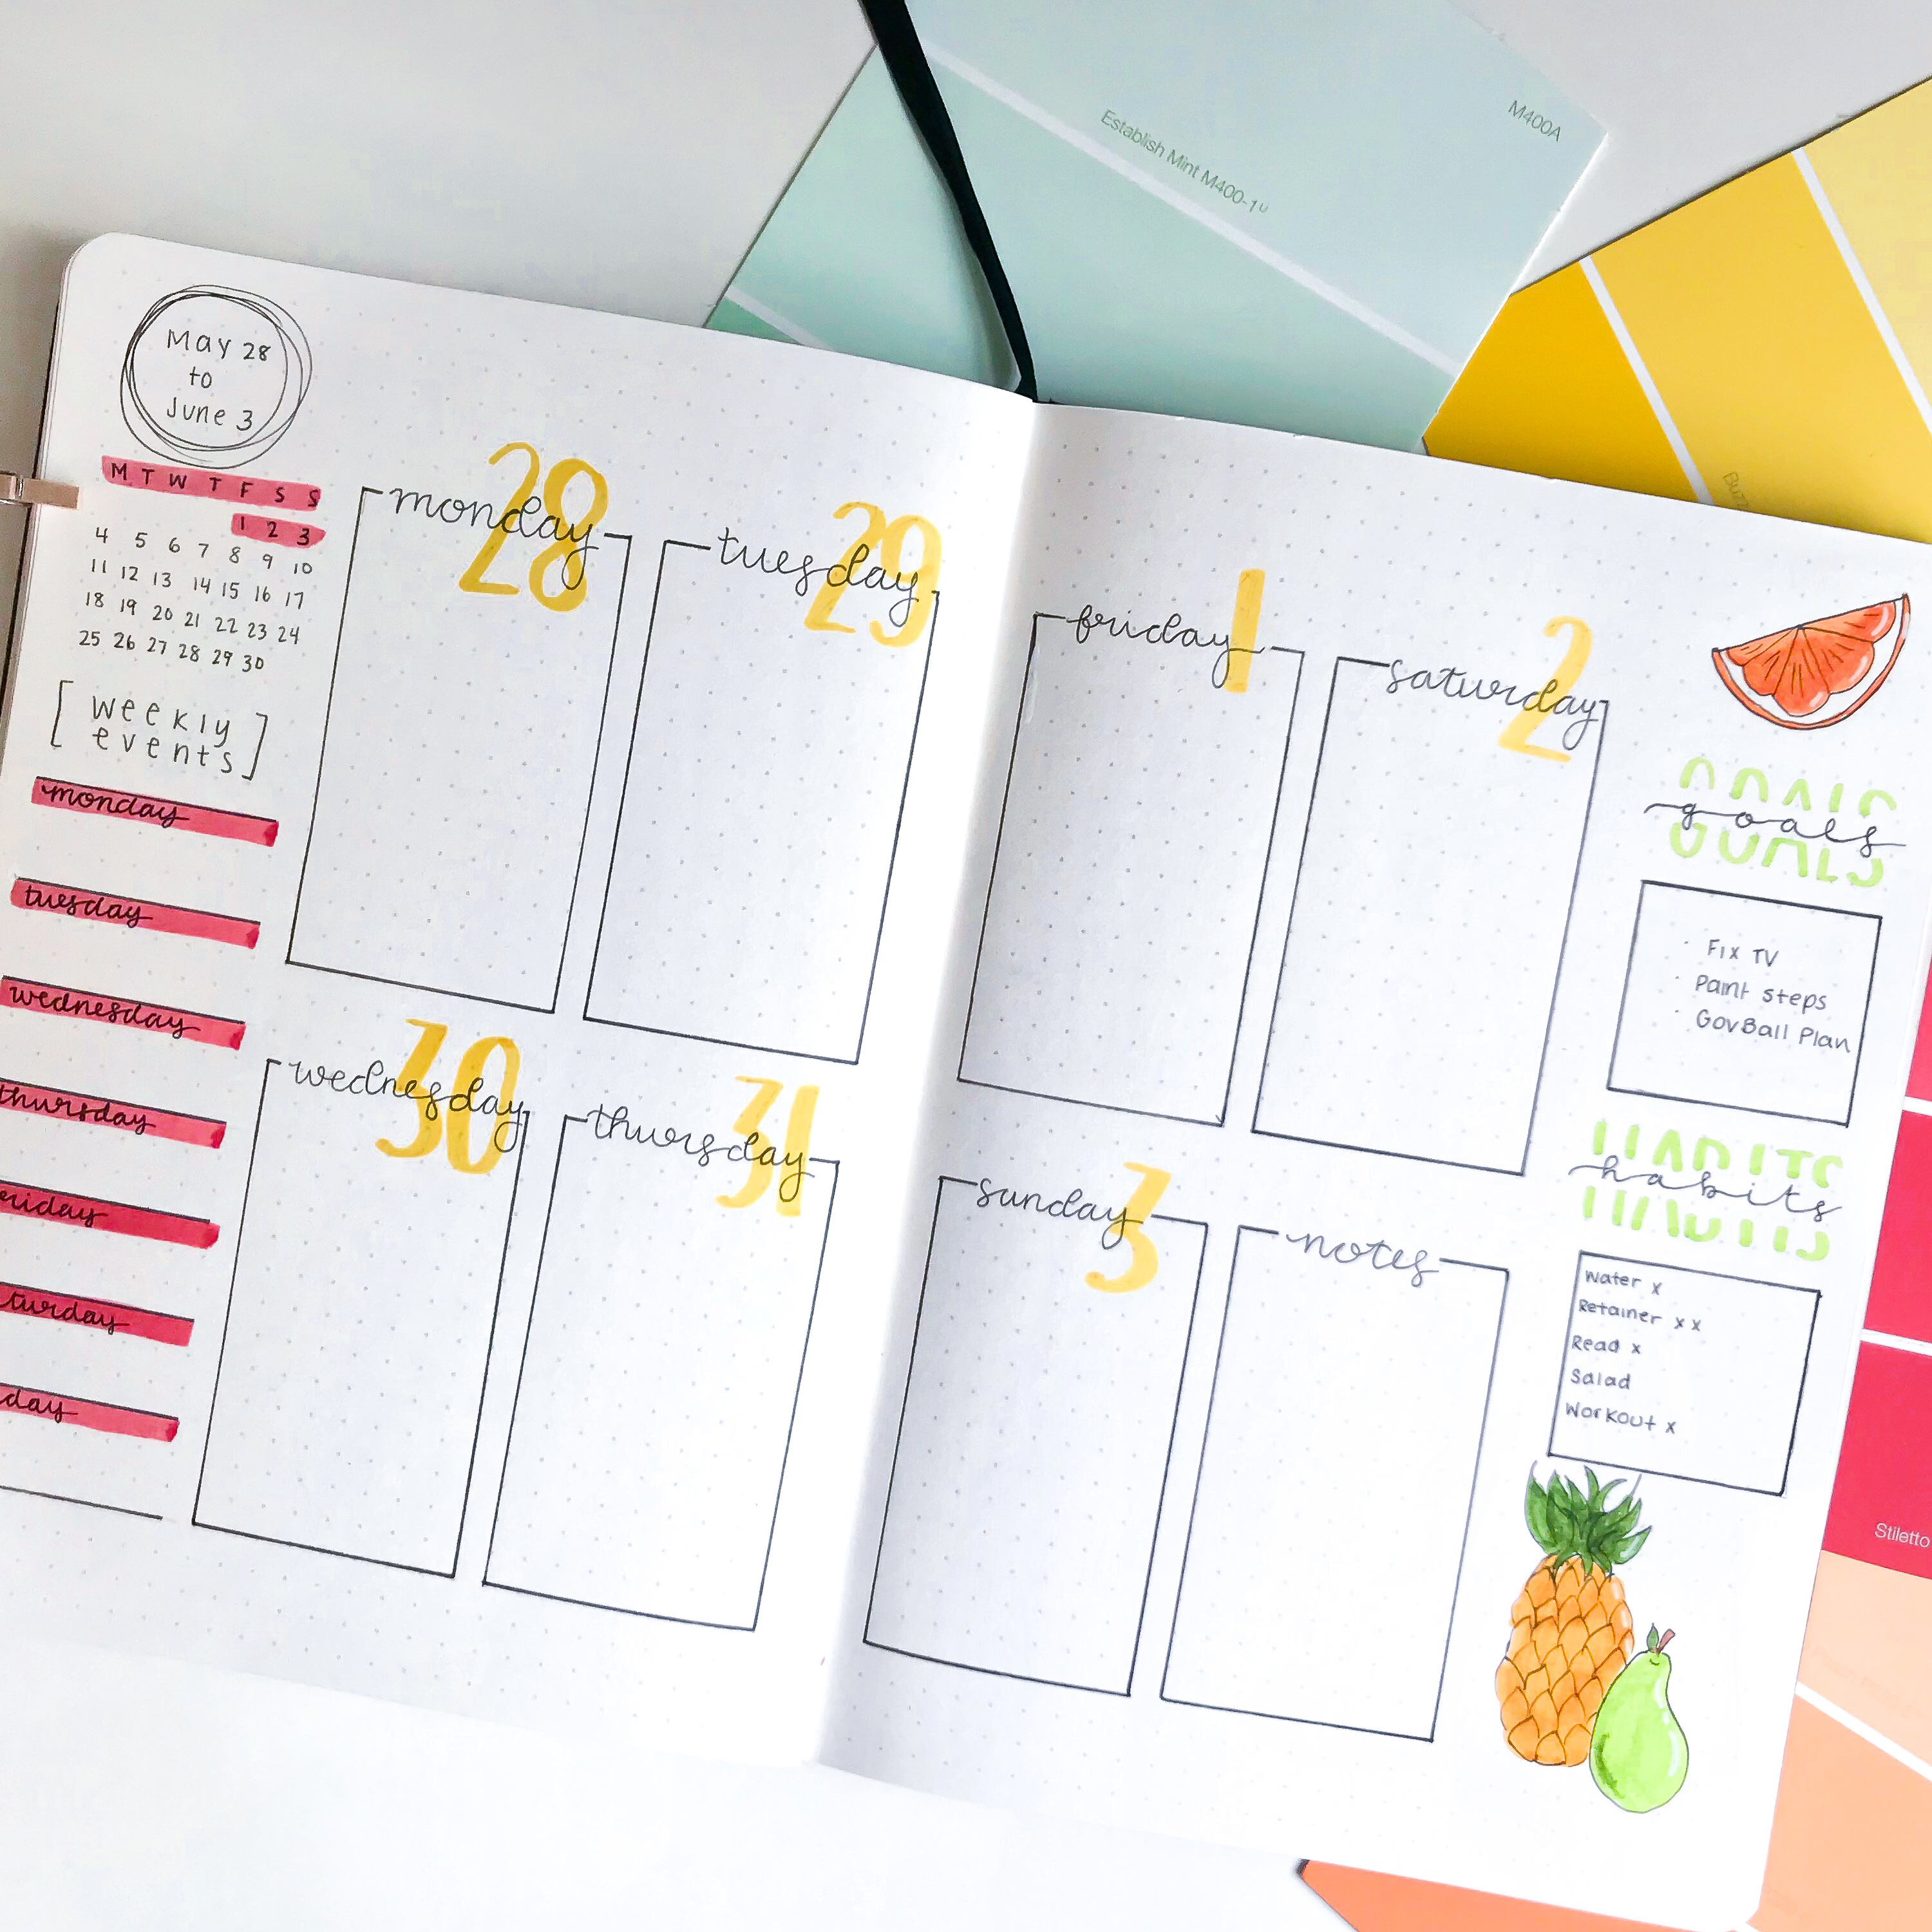 May 28
to
June 3
M T W T F S S
1 2 3
4 5 6 7 8 9 10
11 12 13 14 15 16 17
18 19 20 21 22 23 24
25 26 27 28 29 30
[weekly
events]
monday
tuesday
wednesday
thursday
riday
turday
day
28
monday
29
tuesday
30
wednesday
31
thursday
1
friday
2
saturday
3
sunday
notes
GOALS
goals
· Fix TV
· Paint steps
· GovBall Plan
HABITS
habits
Water x
Retainer x x
Read x
Salad
Workout x
Establish Mint M400-1U
M400A
Stiletto